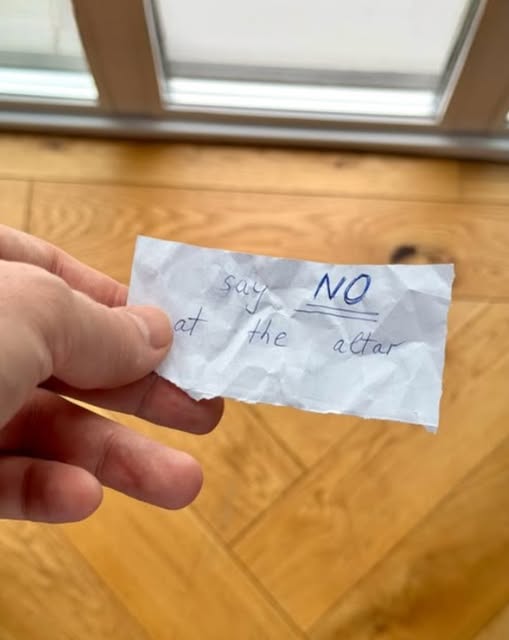 say NO
at the altar